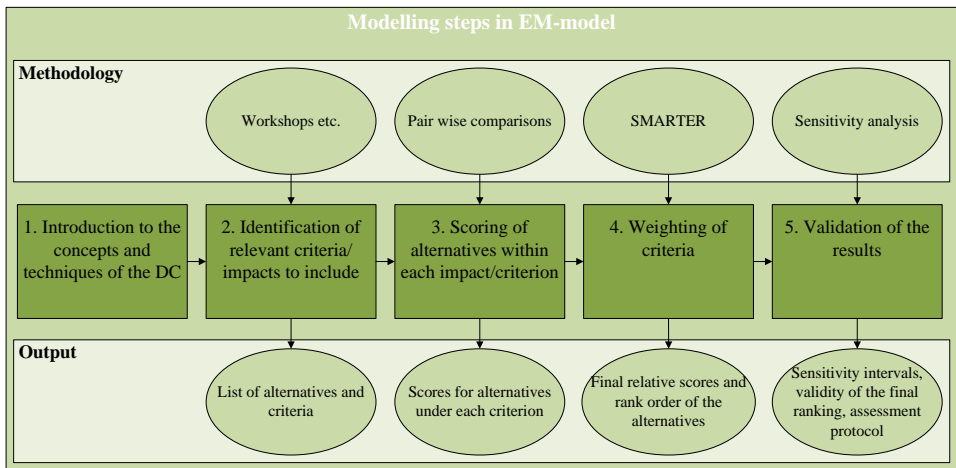 Modelling steps in EM-model
Methodology
Workshops etc.
Pair wise comparisons
SMARTER
Sensitivity analysis
1. Introduction to the
concepts and
techniques of the DC
2. Identification of
relevant criteria/
impacts to include
3. Scoring of
alternatives within
each impact/criterion
4. Weighting of
criteria
5. Validation of the
results
Output
List of alternatives and
criteria
Scores for alternatives
under each criterion
Final relative scores and
rank order of the
alternatives
Sensitivity intervals,
validity of the final
ranking, assessment
protocol